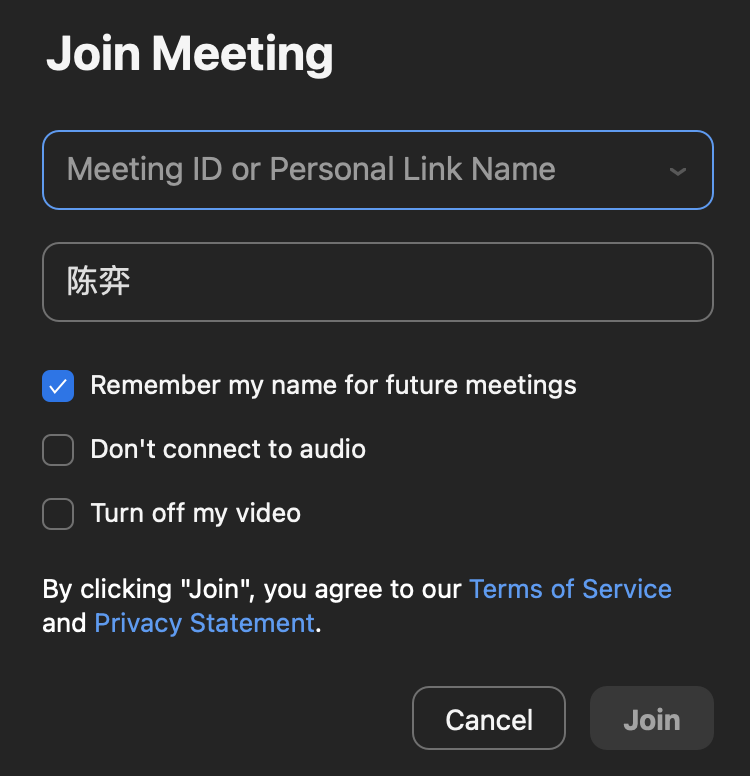 Join Meeting
Meeting ID or Personal Link Name
陈弈
Remember my name for future meetings
Don't connect to audio
Turn off my video
By clicking "Join", you agree to our Terms of Service
and Privacy Statement.
Cancel
Join